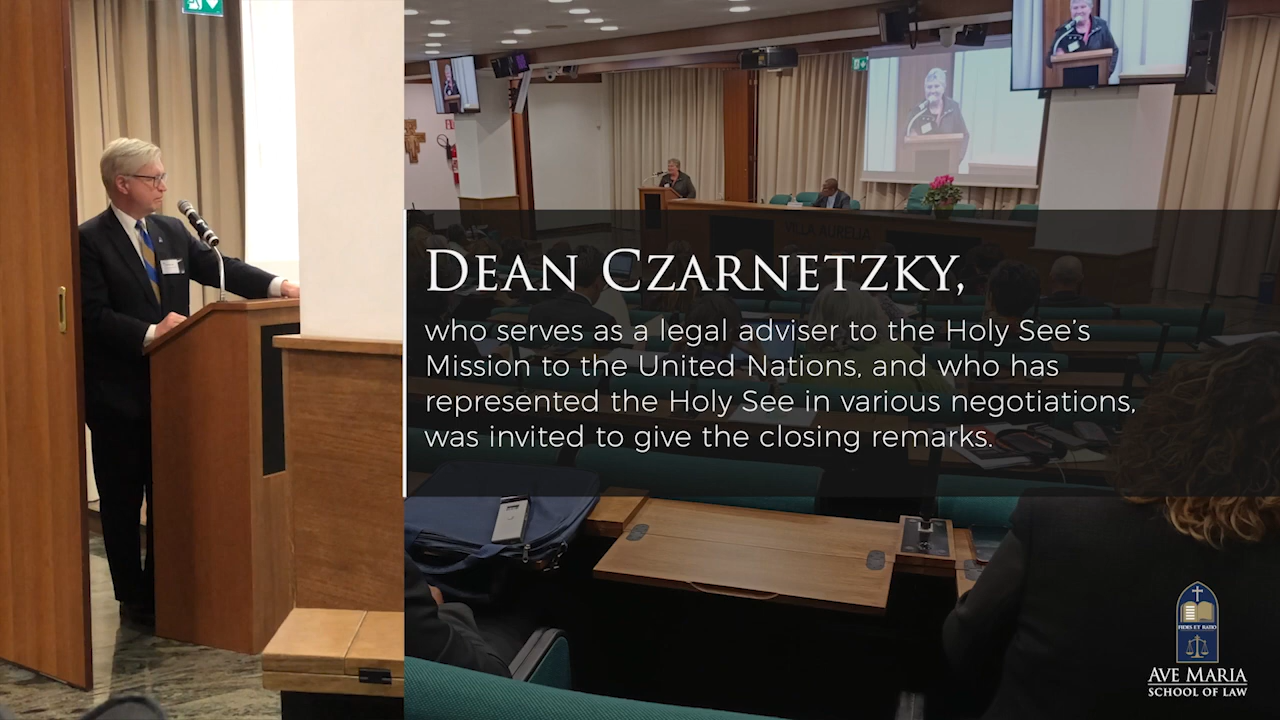 DEAN CZARNETZKY,
who serves as a legal adviser to the Holy See’s
Mission to the United Nations, and who has
represented the Holy See in various negotiations,
was invited to give the closing remarks.
VILLA AURELIA
FIDES ET RATIO
AVE MARIA
SCHOOL OF LAW